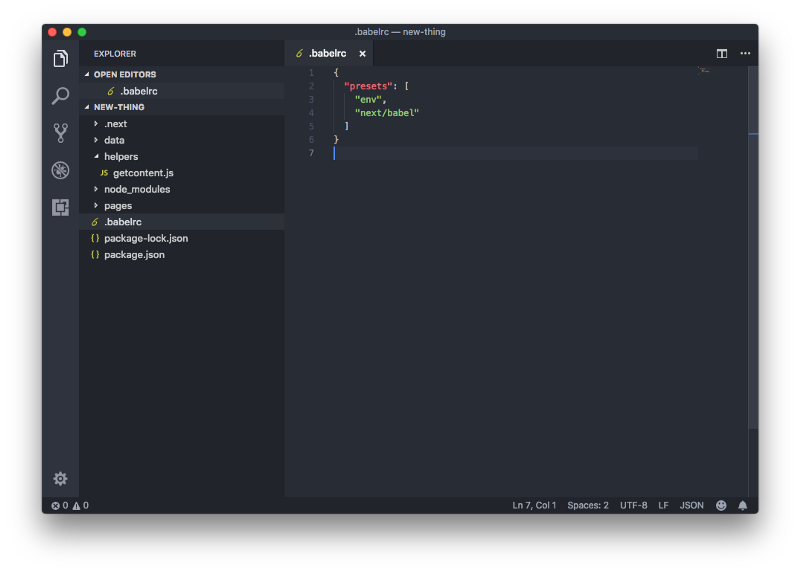 .babelrc — new-thing
EXPLORER
OPEN EDITORS
.babelrc
NEW-THING
.next
data
helpers
JS getcontent.js
node_modules
pages
.babelrc
{} package-lock.json
{} package.json
.babelrc ×
1 {
2 "presets": [
3 "env",
4 "next/babel"
5 ]
6 }
7
0 0
Ln 7, Col 1 Spaces: 2 UTF-8 LF JSON